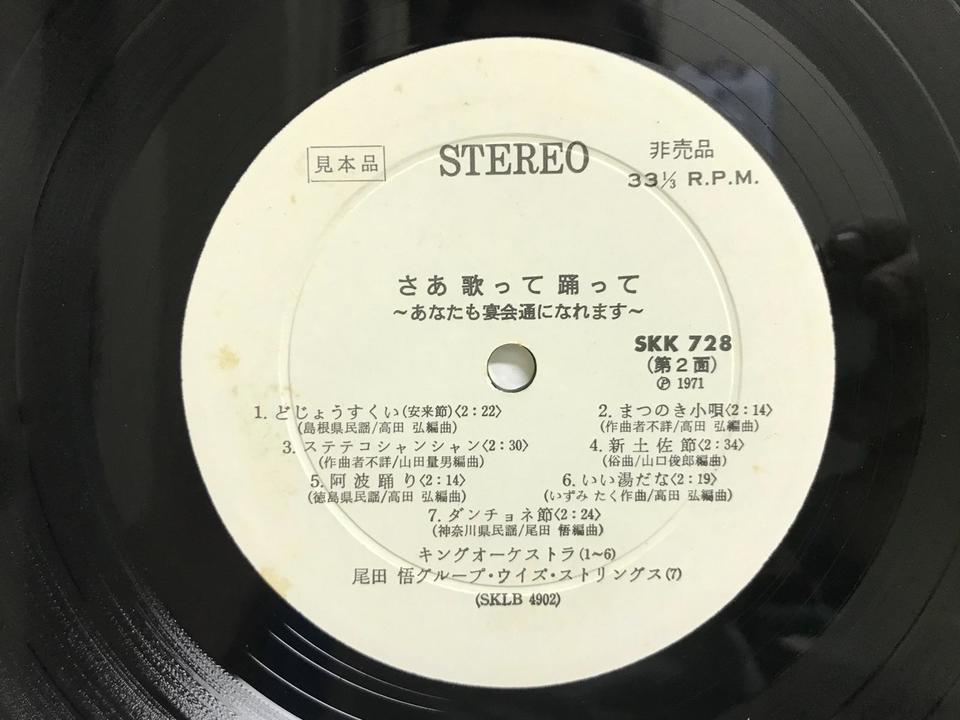 見本品 STEREO 非売品
33⅓ R.P.M.
さあ 歌って 踊って
～あなたも宴会通になれます～
SKK 728
(第2面)
Ⓟ 1971
1. どじょうすくい(安来節)〈2：22〉 2. まつのき小唄〈2：14〉
(島根県民謡/高田 弘編曲) (作曲者不詳/高田 弘編曲)
3. ステテコシャンシャン〈2：30〉 4. 新土佐節〈2：34〉
(作曲者不詳/山田量男編曲) (俗曲/山口俊郎編曲)
5. 阿波踊り〈2：14〉 6. いい湯だな〈2：19〉
(徳島県民謡/高田 弘編曲) (いずみ たく作曲/高田 弘編曲)
7. ダンチョネ節〈2：24〉
(神奈川県民謡/尾田 悟編曲)
キングオーケストラ(1～6)
尾田 悟グループ・ウイズ・ストリングス(7)
(SKLB 4902)